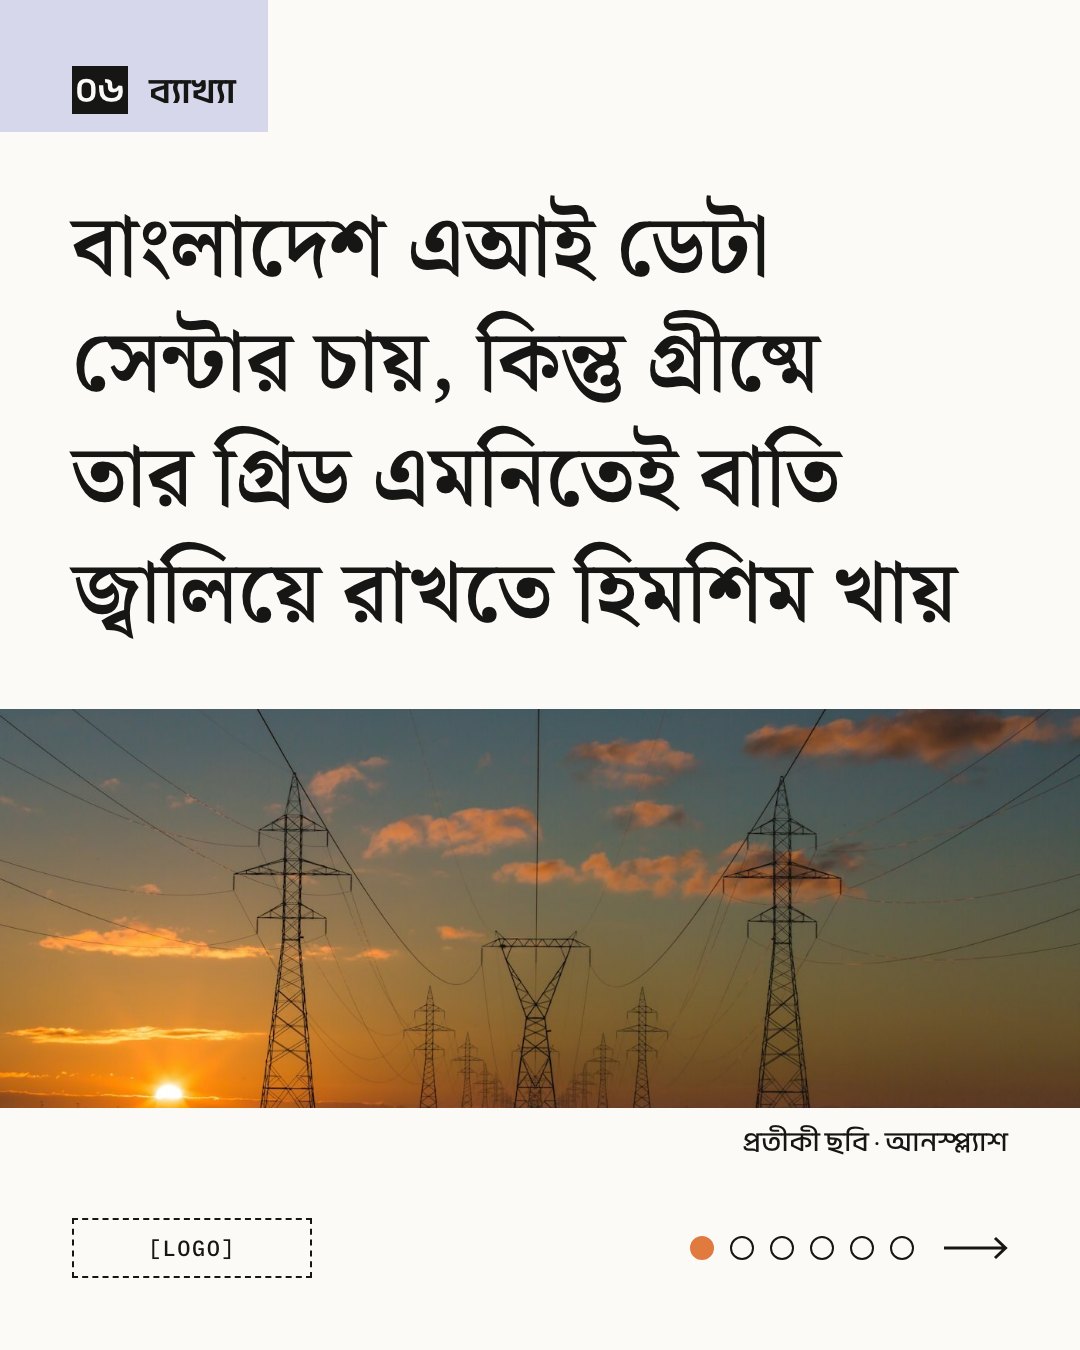 ০৬ ব্যাখ্যা
বাংলাদেশ এআই ডেটা
সেন্টার চায়, কিন্তু গ্রীষ্মে
তার গ্রিড এমনিতেই বাতি
জ্বালিয়ে রাখতে হিমশিম খায়
প্রতীকী ছবি · আনস্প্ল্যাশ
[LOGO]